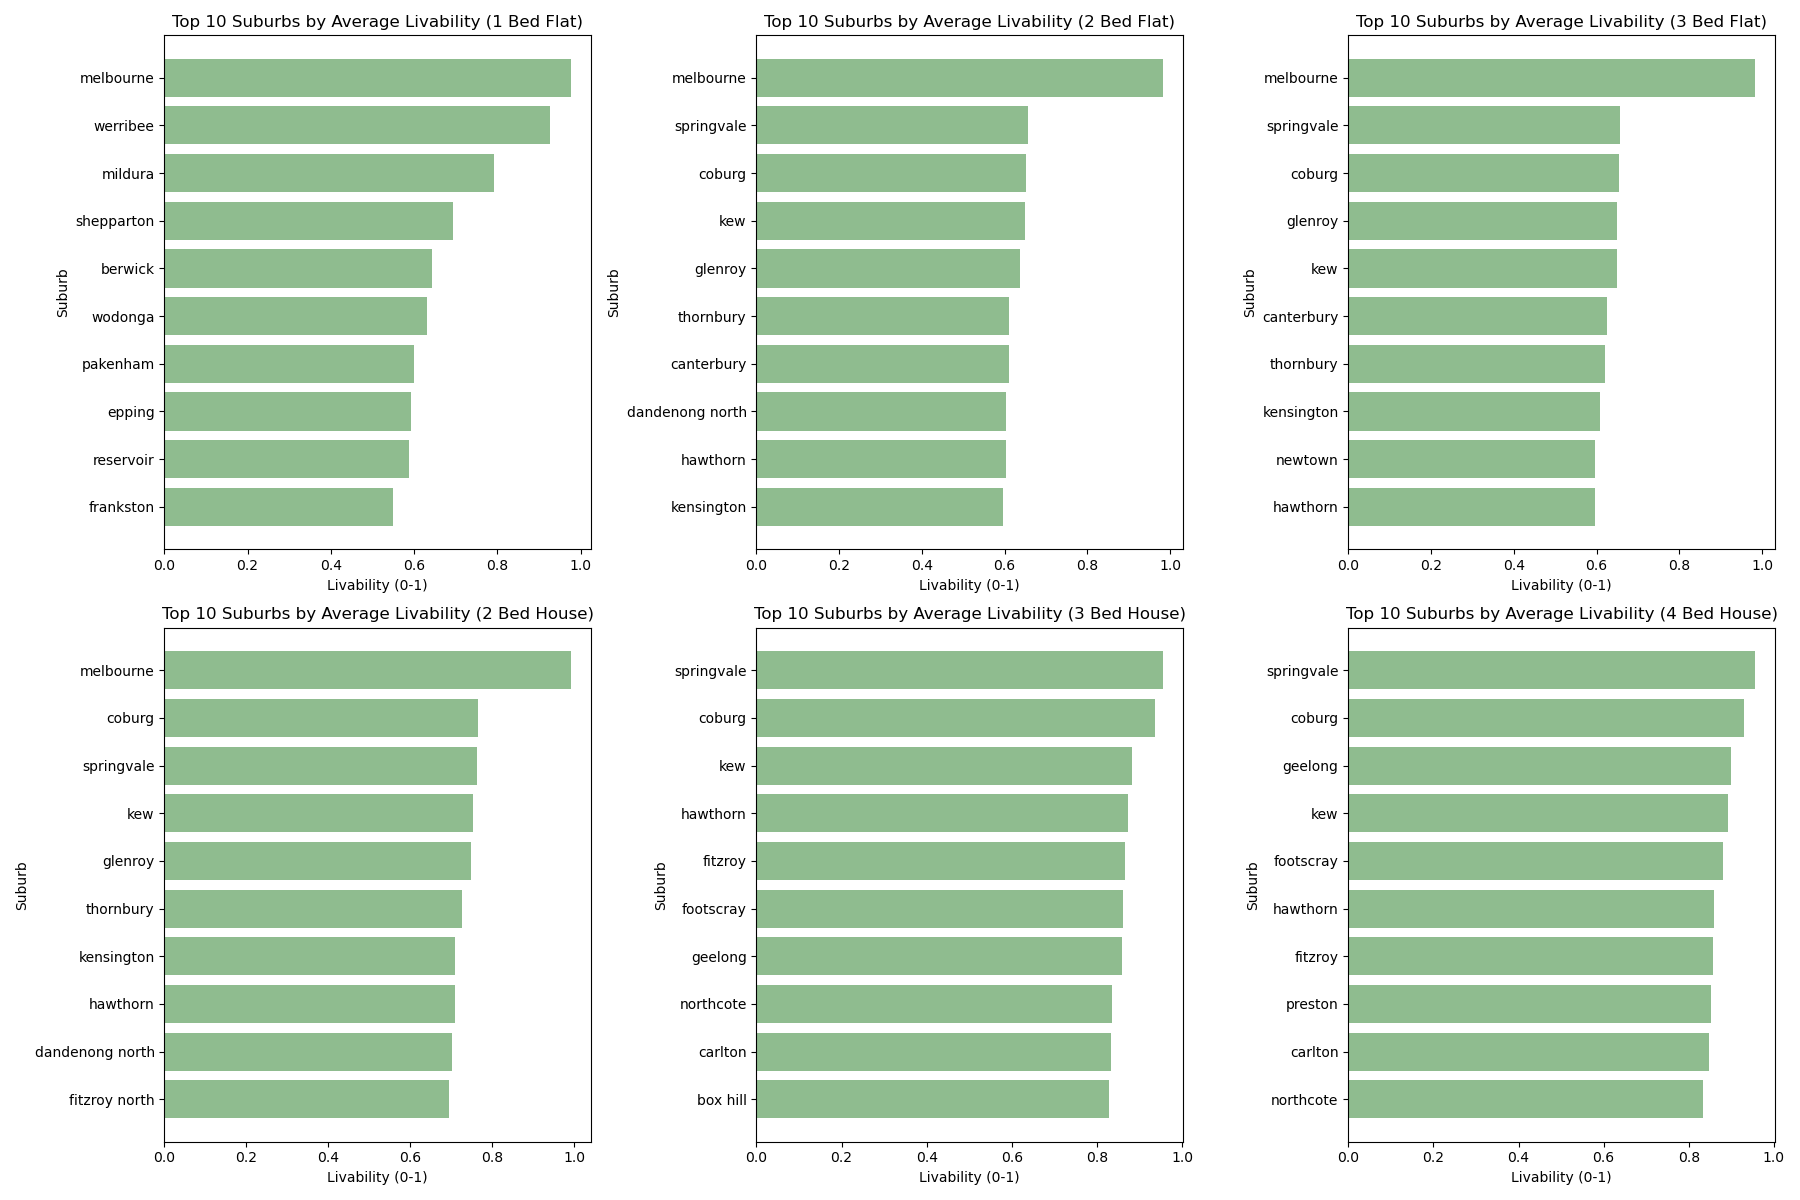 Top 10 Suburbs by Average Livability (1 Bed Flat)
Suburb
melbourne
werribee
mildura
shepparton
berwick
wodonga
pakenham
epping
reservoir
frankston
0.0 0.2 0.4 0.6 0.8 1.0
Livability (0-1)
Top 10 Suburbs by Average Livability (2 Bed Flat)
Suburb
melbourne
springvale
coburg
kew
glenroy
thornbury
canterbury
dandenong north
hawthorn
kensington
0.0 0.2 0.4 0.6 0.8 1.0
Livability (0-1)
Top 10 Suburbs by Average Livability (3 Bed Flat)
Suburb
melbourne
springvale
coburg
glenroy
kew
canterbury
thornbury
kensington
newtown
hawthorn
0.0 0.2 0.4 0.6 0.8 1.0
Livability (0-1)
Top 10 Suburbs by Average Livability (2 Bed House)
Suburb
melbourne
coburg
springvale
kew
glenroy
thornbury
kensington
hawthorn
dandenong north
fitzroy north
0.0 0.2 0.4 0.6 0.8 1.0
Livability (0-1)
Top 10 Suburbs by Average Livability (3 Bed House)
Suburb
springvale
coburg
kew
hawthorn
fitzroy
footscray
geelong
northcote
carlton
box hill
0.0 0.2 0.4 0.6 0.8 1.0
Livability (0-1)
Top 10 Suburbs by Average Livability (4 Bed House)
Suburb
springvale
coburg
geelong
kew
footscray
hawthorn
fitzroy
preston
carlton
northcote
0.0 0.2 0.4 0.6 0.8 1.0
Livability (0-1)